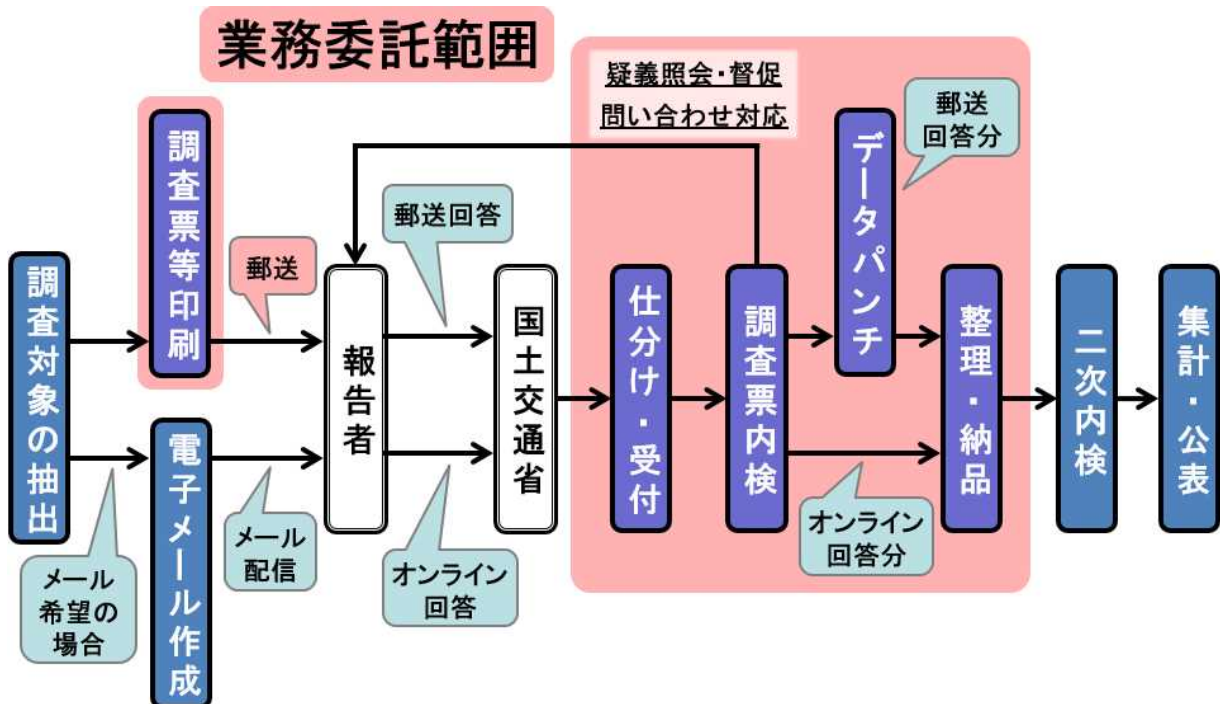 業務委託範囲
疑義照会・督促
問い合わせ対応
調査対象の抽出
調査票等印刷
郵送
メール
希望の
場合
電子メール作成
メール
配信
報告者
郵送回答
オンライン
回答
国土交通省
仕分け・受付
調査票内検
データパンチ
郵送
回答分
オンライン
回答分
整理・納品
二次内検
集計・公表